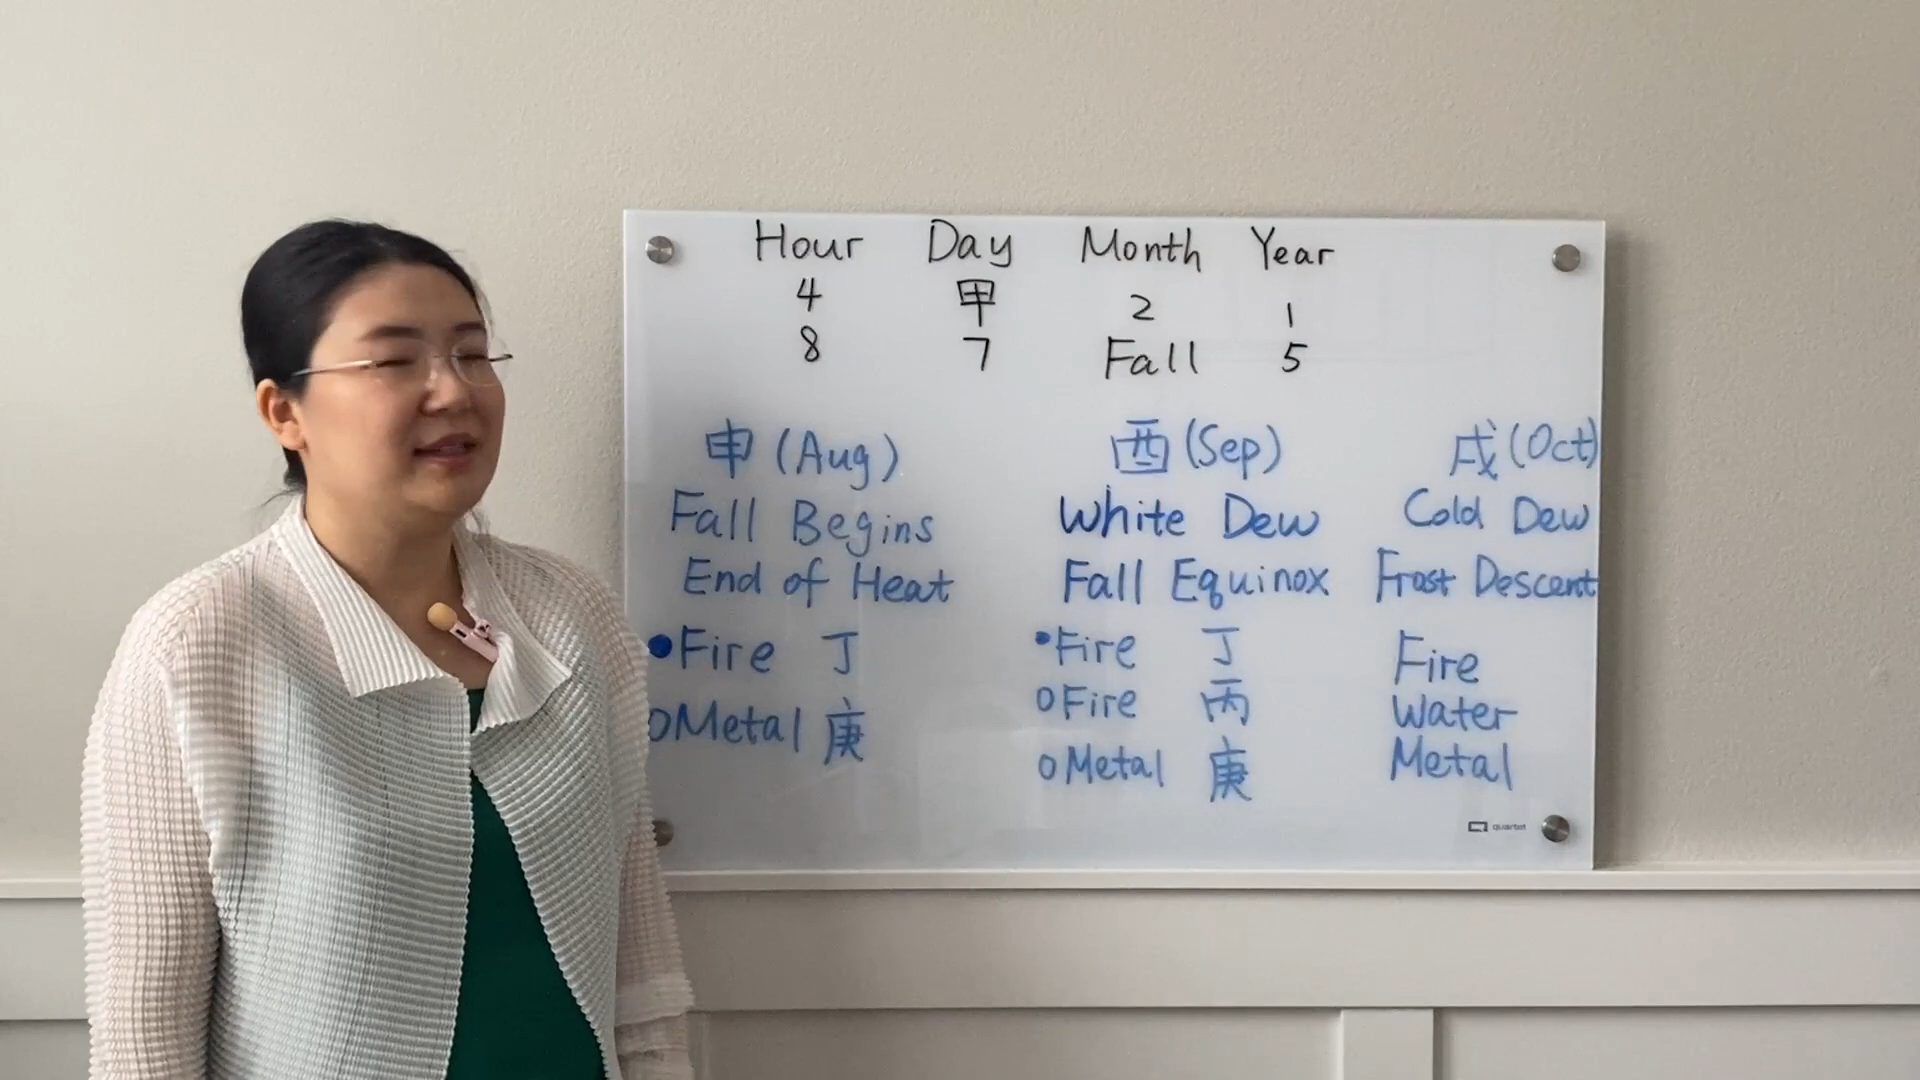 Hour Day Month Year
4 甲 2 1
8 7 Fall 5
申 (Aug) 酉 (Sep) 戌 (Oct)
Fall Begins White Dew Cold Dew
End of Heat Fall Equinox Frost Descent
•Fire 丁 •Fire 丁 Fire
oMetal 庚 oFire 丙 Water
oMetal 庚 Metal
quartet